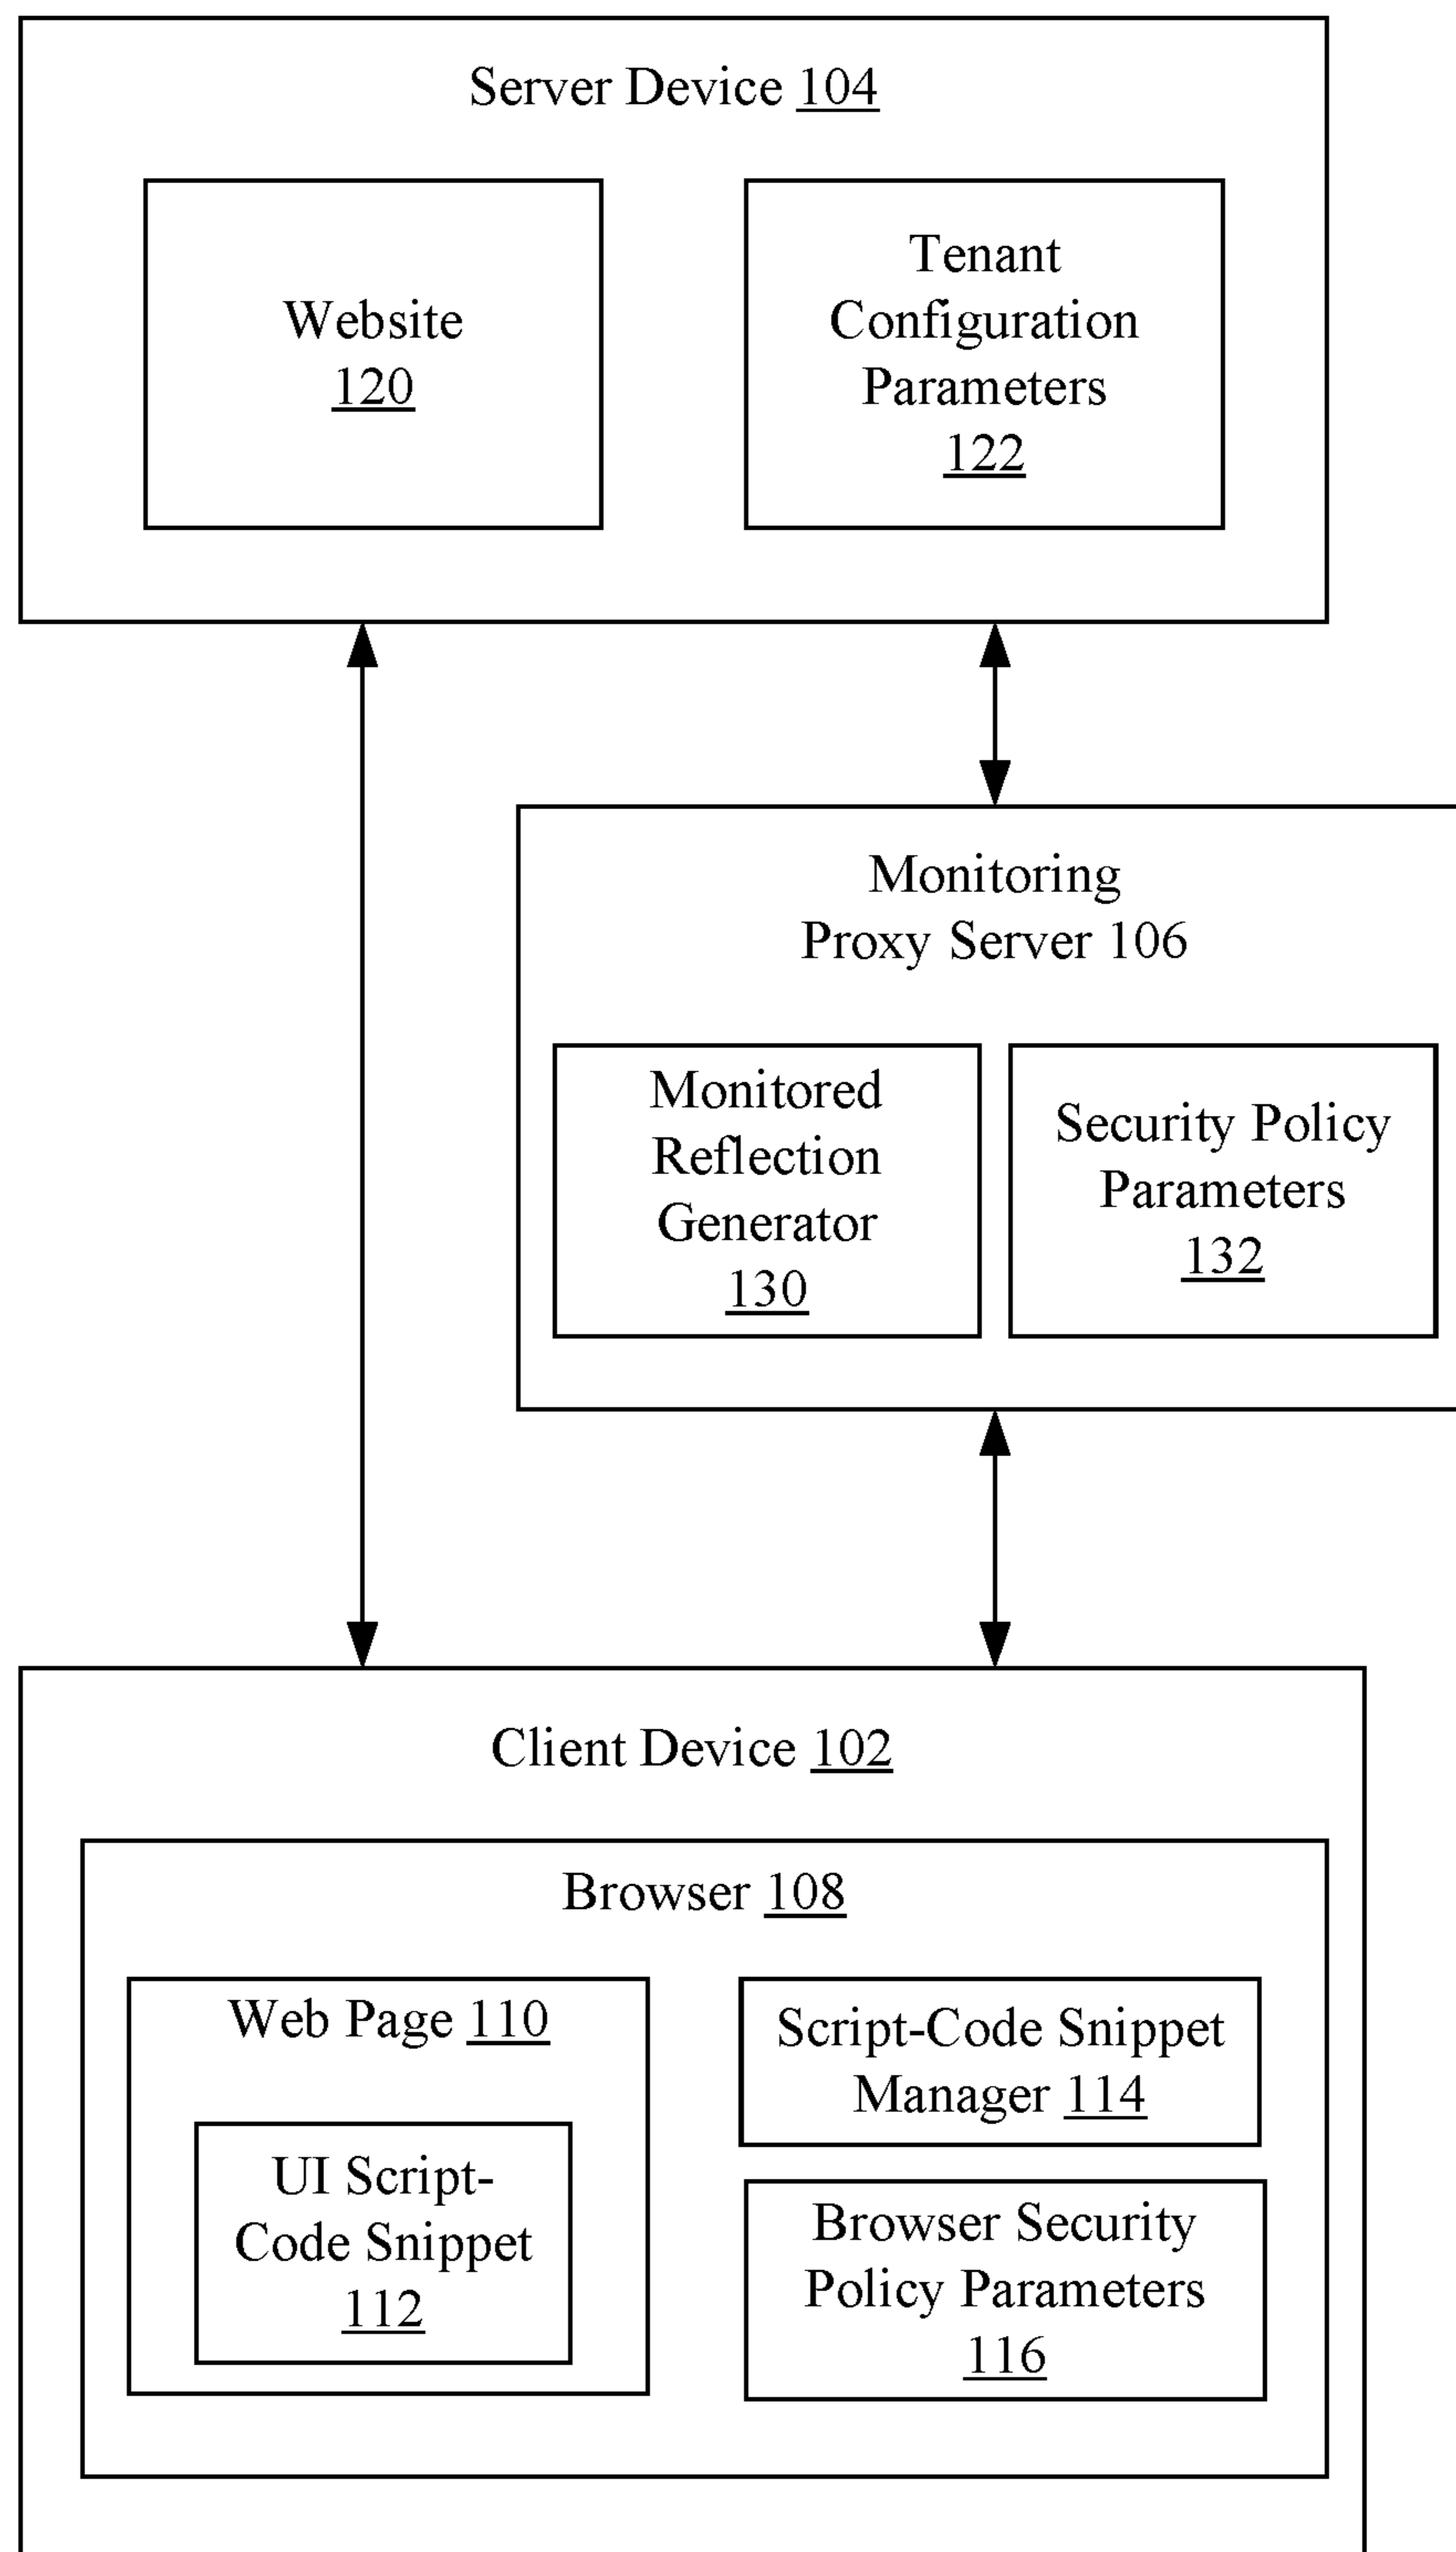 Server Device 104
Website
120
Tenant
Configuration
Parameters
122
Monitoring
Proxy Server 106
Monitored
Reflection
Generator
130
Security Policy
Parameters
132
Client Device 102
Browser 108
Web Page 110
UI Script-
Code Snippet
112
Script-Code Snippet
Manager 114
Browser Security
Policy Parameters
116